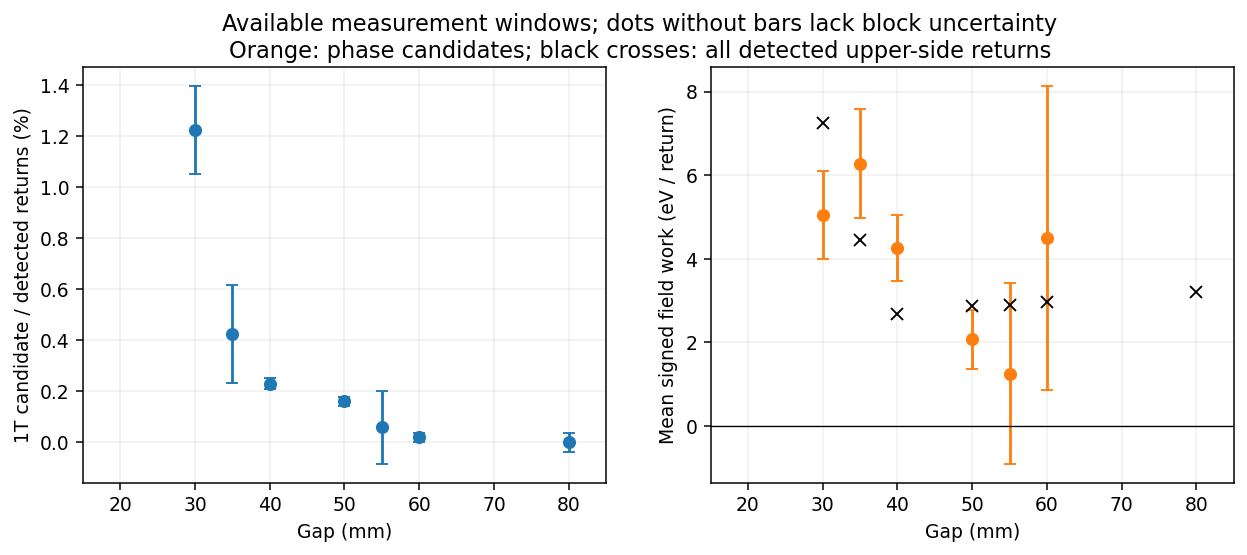 Available measurement windows; dots without bars lack block uncertainty
Orange: phase candidates; black crosses: all detected upper-side returns
1T candidate / detected returns (%)
1.4
1.2
1.0
0.8
0.6
0.4
0.2
0.0
20 30 40 50 60 70 80
Gap (mm)
Mean signed field work (eV / return)
8
6
4
2
0
20 30 40 50 60 70 80
Gap (mm)